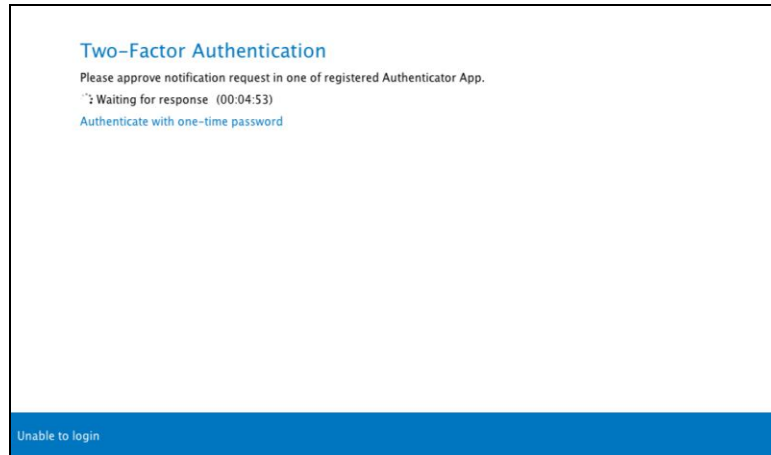 Two-Factor Authentication
Please approve notification request in one of registered Authenticator App.
Waiting for response (00:04:53)
Authenticate with one-time password
Unable to login